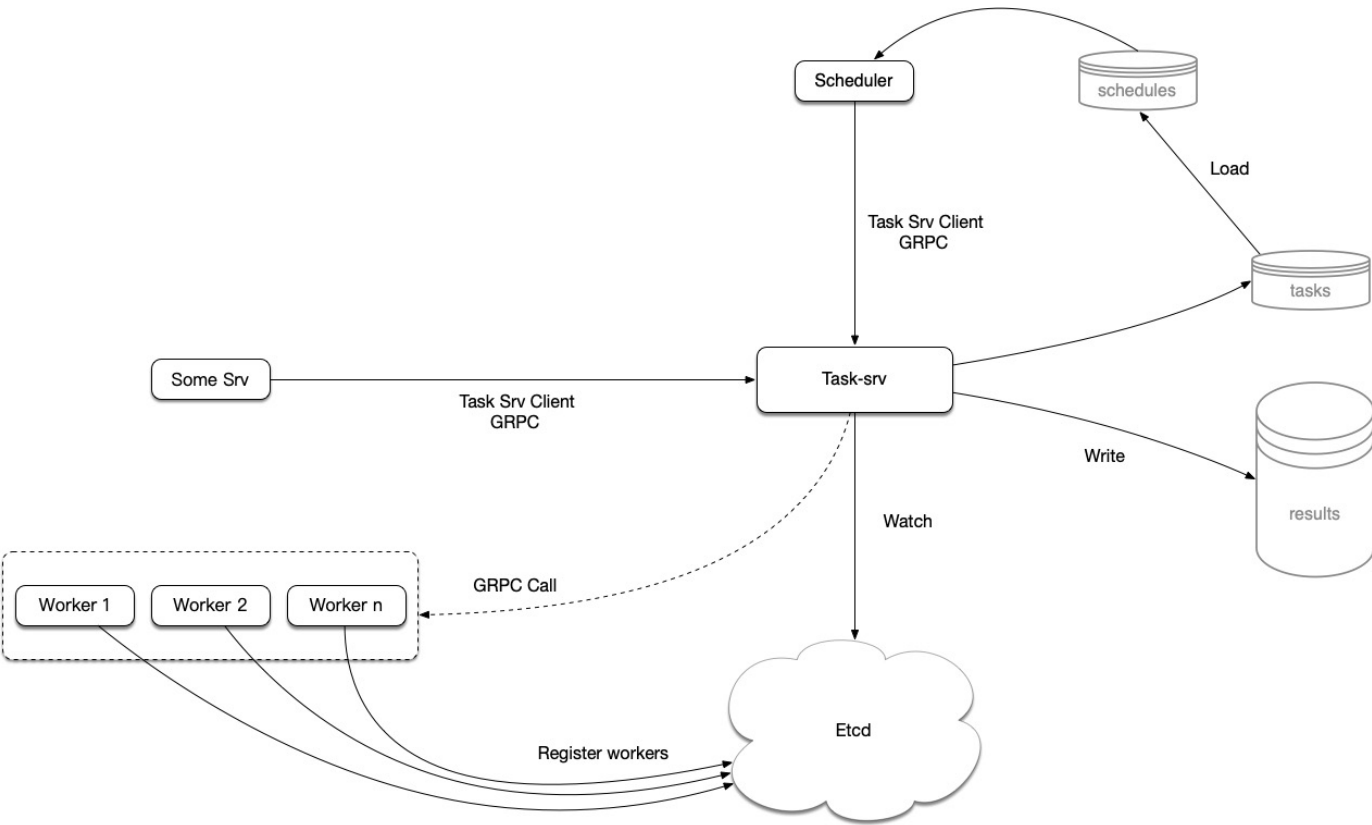 Scheduler
schedules
Load
Task Srv Client
GRPC
tasks
Some Srv
Task-srv
Task Srv Client
GRPC
Write
results
Watch
GRPC Call
Worker 1
Worker 2
Worker n
Etcd
Register workers